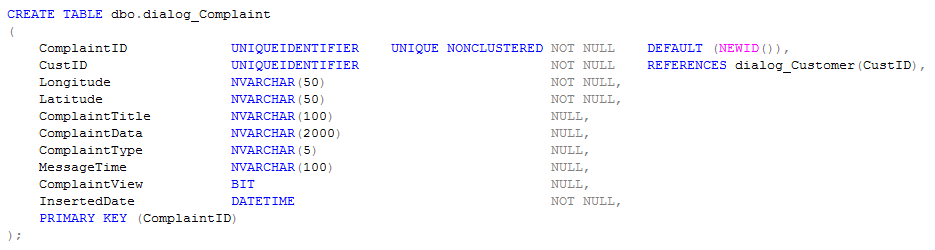 CREATE TABLE dbo.dialog_Complaint
(
ComplaintID UNIQUEIDENTIFIER UNIQUE NONCLUSTERED NOT NULL DEFAULT (NEWID()),
CustID UNIQUEIDENTIFIER NOT NULL REFERENCES dialog_Customer(CustID),
Longitude NVARCHAR(50) NOT NULL,
Latitude NVARCHAR(50) NOT NULL,
ComplaintTitle NVARCHAR(100) NULL,
ComplaintData NVARCHAR(2000) NULL,
ComplaintType NVARCHAR(5) NULL,
MessageTime NVARCHAR(100) NULL,
ComplaintView BIT NULL,
InsertedDate DATETIME NOT NULL,
PRIMARY KEY (ComplaintID)
);